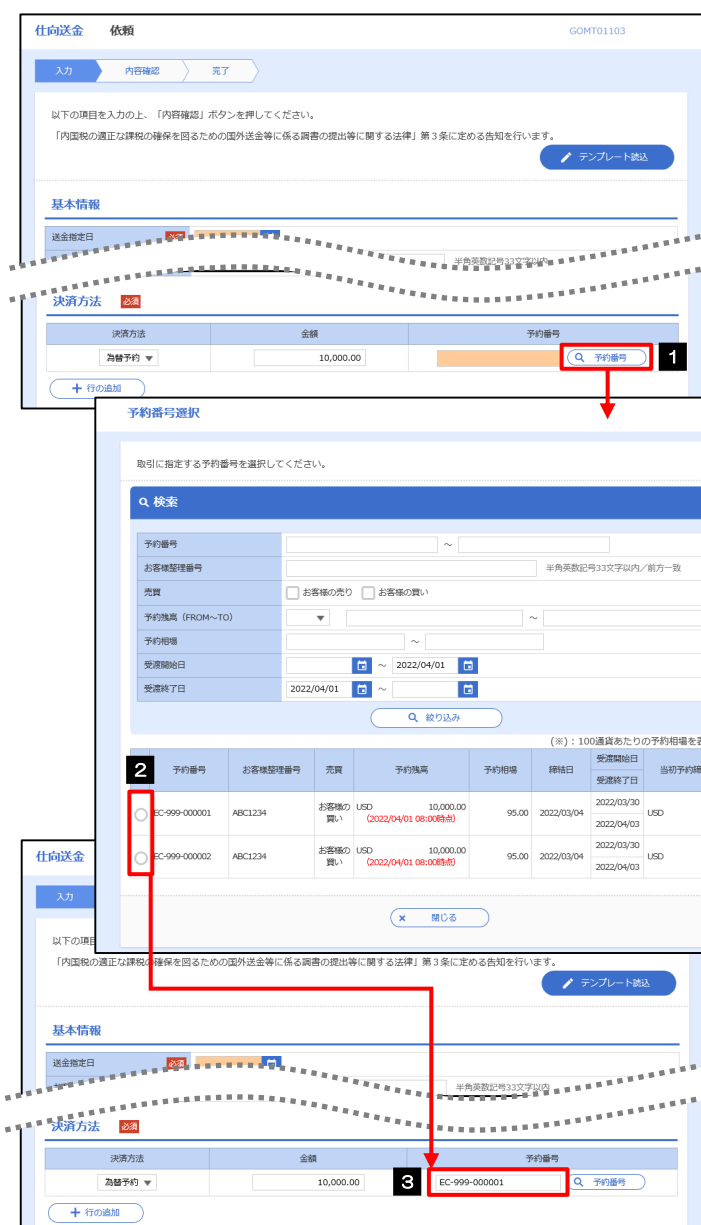 仕向送金 依頼 GOMT01103
入力 内容確認 完了
以下の項目を入力の上、「内容確認」ボタンを押してください。
「内国税の適正な課税の確保を図るための国外送金等に係る調書の提出等に関する法律」第3条に定める告知を行います。
テンプレート読込
基本情報
送金指定日 必須
半角英数記号33文字以内
決済方法 必須
決済方法 金額 予約番号
為替予約 10,000.00 予約番号 1
行の追加
予約番号選択
取引に指定する予約番号を選択してください。
検索
予約番号 ～
お客様整理番号 半角英数記号33文字以内／前方一致
売買 お客様の売り お客様の買い
予約残高（FROM～TO） ～
予約相場 ～
受渡開始日 ～ 2022/04/01
受渡終了日 2022/04/01 ～
絞り込み
(※)：100通貨あたりの予約相場を
2 予約番号 お客様整理番号 売買 予約残高 予約相場 締結日 受渡開始日 当初予約
受渡終了日
EC-999-000001 ABC1234 お客様の買い USD 10,000.00 95.00 2022/03/04 2022/03/30 USD
（2022/04/01 08:00時点） 2022/04/03
EC-999-000002 ABC1234 お客様の買い USD 10,000.00 95.00 2022/03/04 2022/03/30 USD
（2022/04/01 08:00時点） 2022/04/03
× 閉じる
仕向送金
入力
以下の項
「内国税の適正な課税の確保を図るための国外送金等に係る調書の提出等に関する法律」第3条に定める告知を行います。
テンプレート読込
基本情報
送金指定日 必須
半角英数記号33文字以内
決済方法 必須
決済方法 金額 予約番号
為替予約 10,000.00 3 EC-999-000001 予約番号
行の追加